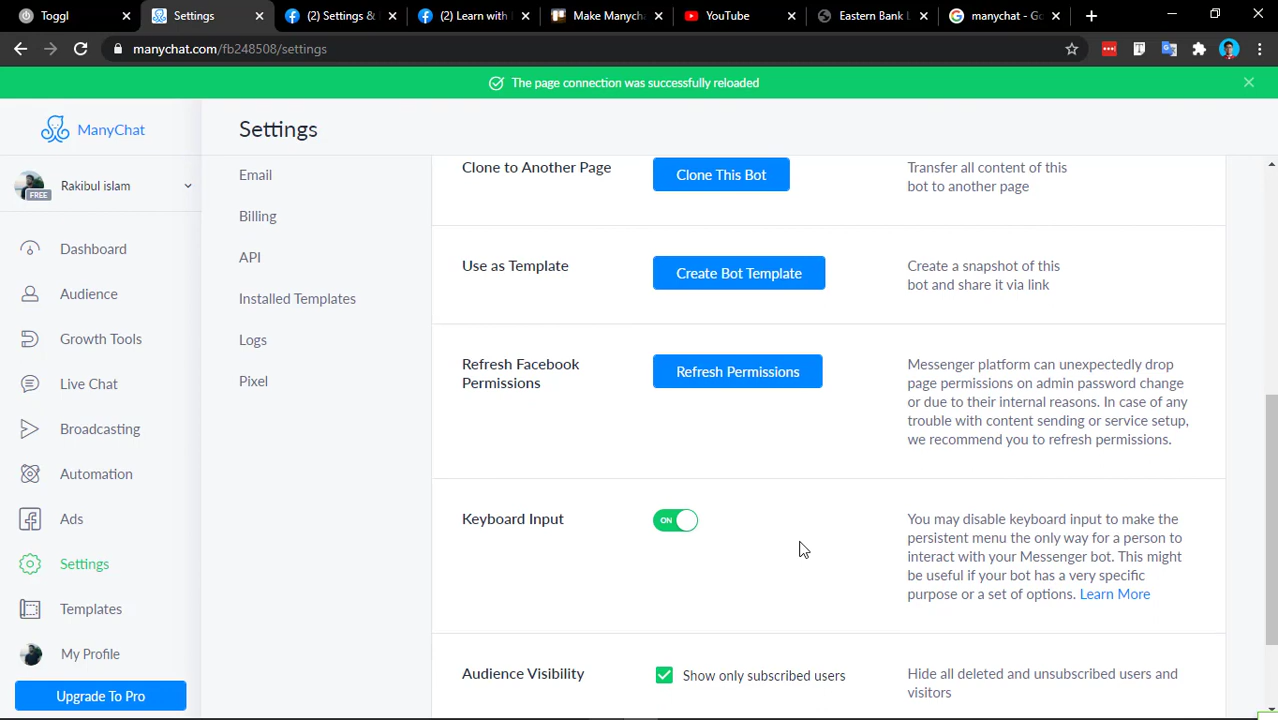 Toggl
Settings
(2) Settings &
(2) Learn with
Make Manych
YouTube
Eastern Bank L
manychat - Go
manychat.com/fb248508/settings
The page connection was successfully reloaded
ManyChat
Settings
Rakibul islam
FREE
Dashboard
Audience
Growth Tools
Live Chat
Broadcasting
Automation
Ads
Settings
Templates
My Profile
Upgrade To Pro
Email
Billing
API
Installed Templates
Logs
Pixel
Clone to Another Page
Clone This Bot
Transfer all content of this
bot to another page
Use as Template
Create Bot Template
Create a snapshot of this
bot and share it via link
Refresh Facebook
Permissions
Refresh Permissions
Messenger platform can unexpectedly drop
page permissions on admin password change
or due to their internal reasons. In case of any
trouble with content sending or service setup,
we recommend you to refresh permissions.
Keyboard Input
ON
You may disable keyboard input to make the
persistent menu the only way for a person to
interact with your Messenger bot. This might
be useful if your bot has a very specific
purpose or a set of options. Learn More
Audience Visibility
Show only subscribed users
Hide all deleted and unsubscribed users and
visitors